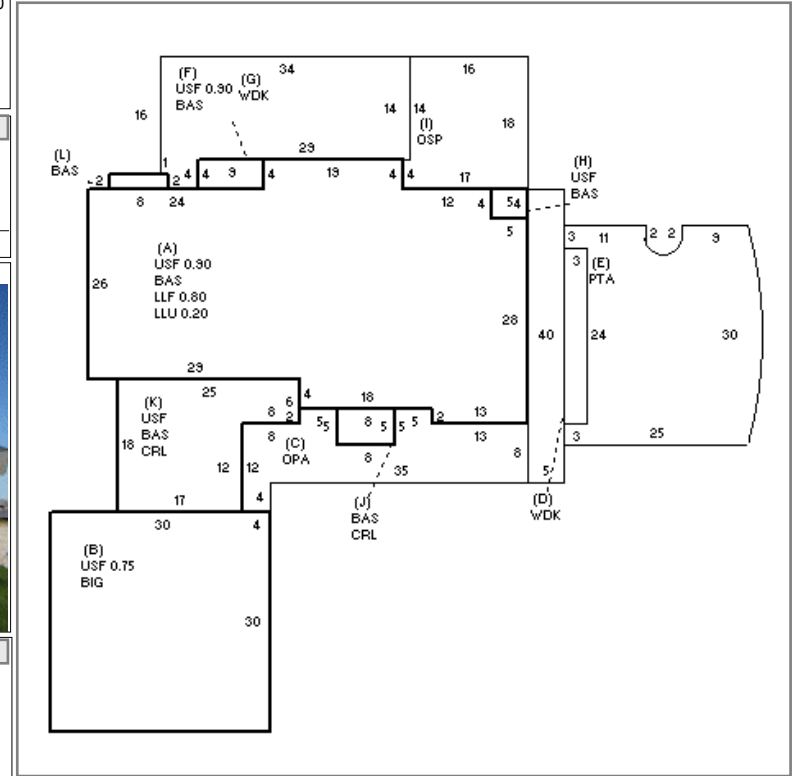 34
16
(F)
USF 0.90
BAS
(G)
WDK
16
14
14
(I)
OSP
18
(L)
BAS
2
1
2
4
4
9
4
29
19
4
4
17
(H)
USF
BAS
8
24
12
4
5
4
5
(A)
USF 0.90
BAS
LLF 0.80
LLU 0.20
26
28
40
3
11
2
2
9
3
(E)
PTA
24
30
29
25
6
4
18
(K)
USF
BAS
CRL
8
2
8
5
5
8
5
5
5
2
13
13
3
25
18
12
12
(C)
OPA
8
35
8
5
17
4
(J)
BAS
CRL
(D)
WDK
30
4
(B)
USF 0.75
BIG
30